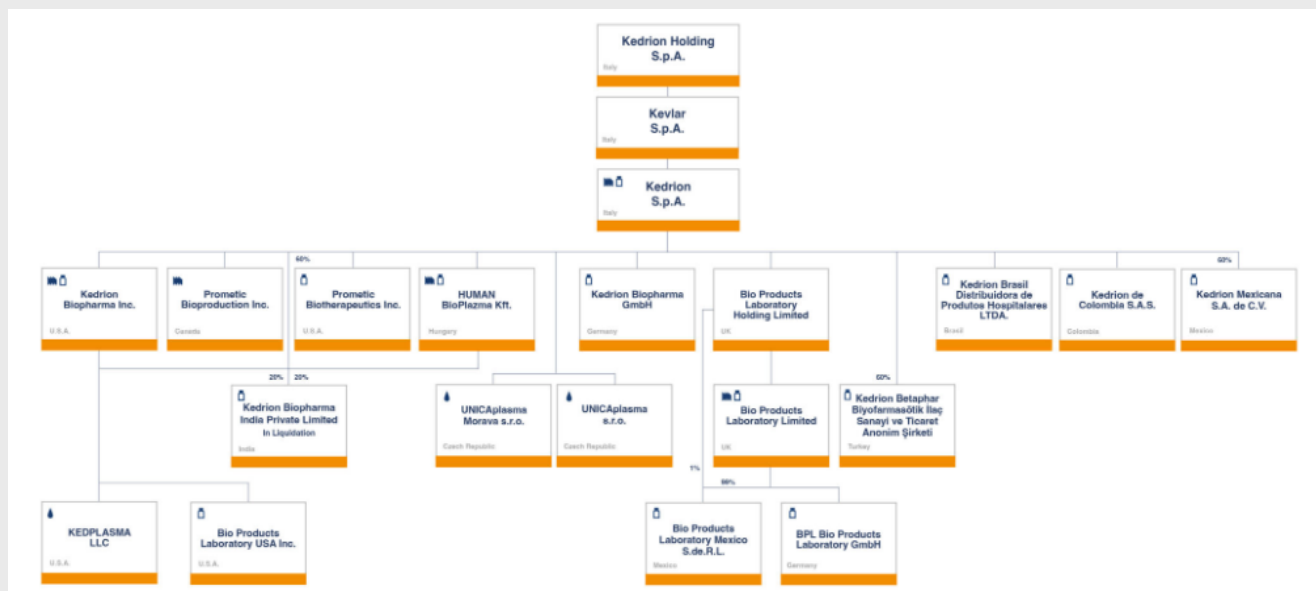 Kedrion Holding
S.p.A.
Italy
Kevlar
S.p.A.
Italy
Kedrion
S.p.A.
Italy
60%
60%
Kedrion
Biopharma Inc.
U.S.A.
Prometic
Bioproduction Inc.
Canada
Prometic
Biotherapeutics Inc.
U.S.A.
HUMAN
BioPlazma Kft.
Hungary
Kedrion Biopharma
GmbH
Germany
Bio Products
Laboratory
Holding Limited
UK
Kedrion Brasil
Distribuidora de
Produtos Hospitalares
LTDA.
Brasil
Kedrion de
Colombia S.A.S.
Colombia
Kedrion Mexicana
S.A. de C.V.
Mexico
20% 20%
60%
Kedrion Biopharma
India Private Limited
In Liquidation
India
UNICAplasma
Morava s.r.o.
Czech Republic
UNICAplasma
s.r.o.
Czech Republic
Bio Products
Laboratory Limited
UK
Kedrion Betaphar
Biyofarmasötik İlaç
Sanayi ve Ticaret
Anonim Şirketi
Turkey
1%
KEDPLASMA
LLC
U.S.A.
Bio Products
Laboratory USA Inc.
U.S.A.
Bio Products
Laboratory Mexico
S.de.R.L.
Mexico
BPL Bio Products
Laboratory GmbH
Germany